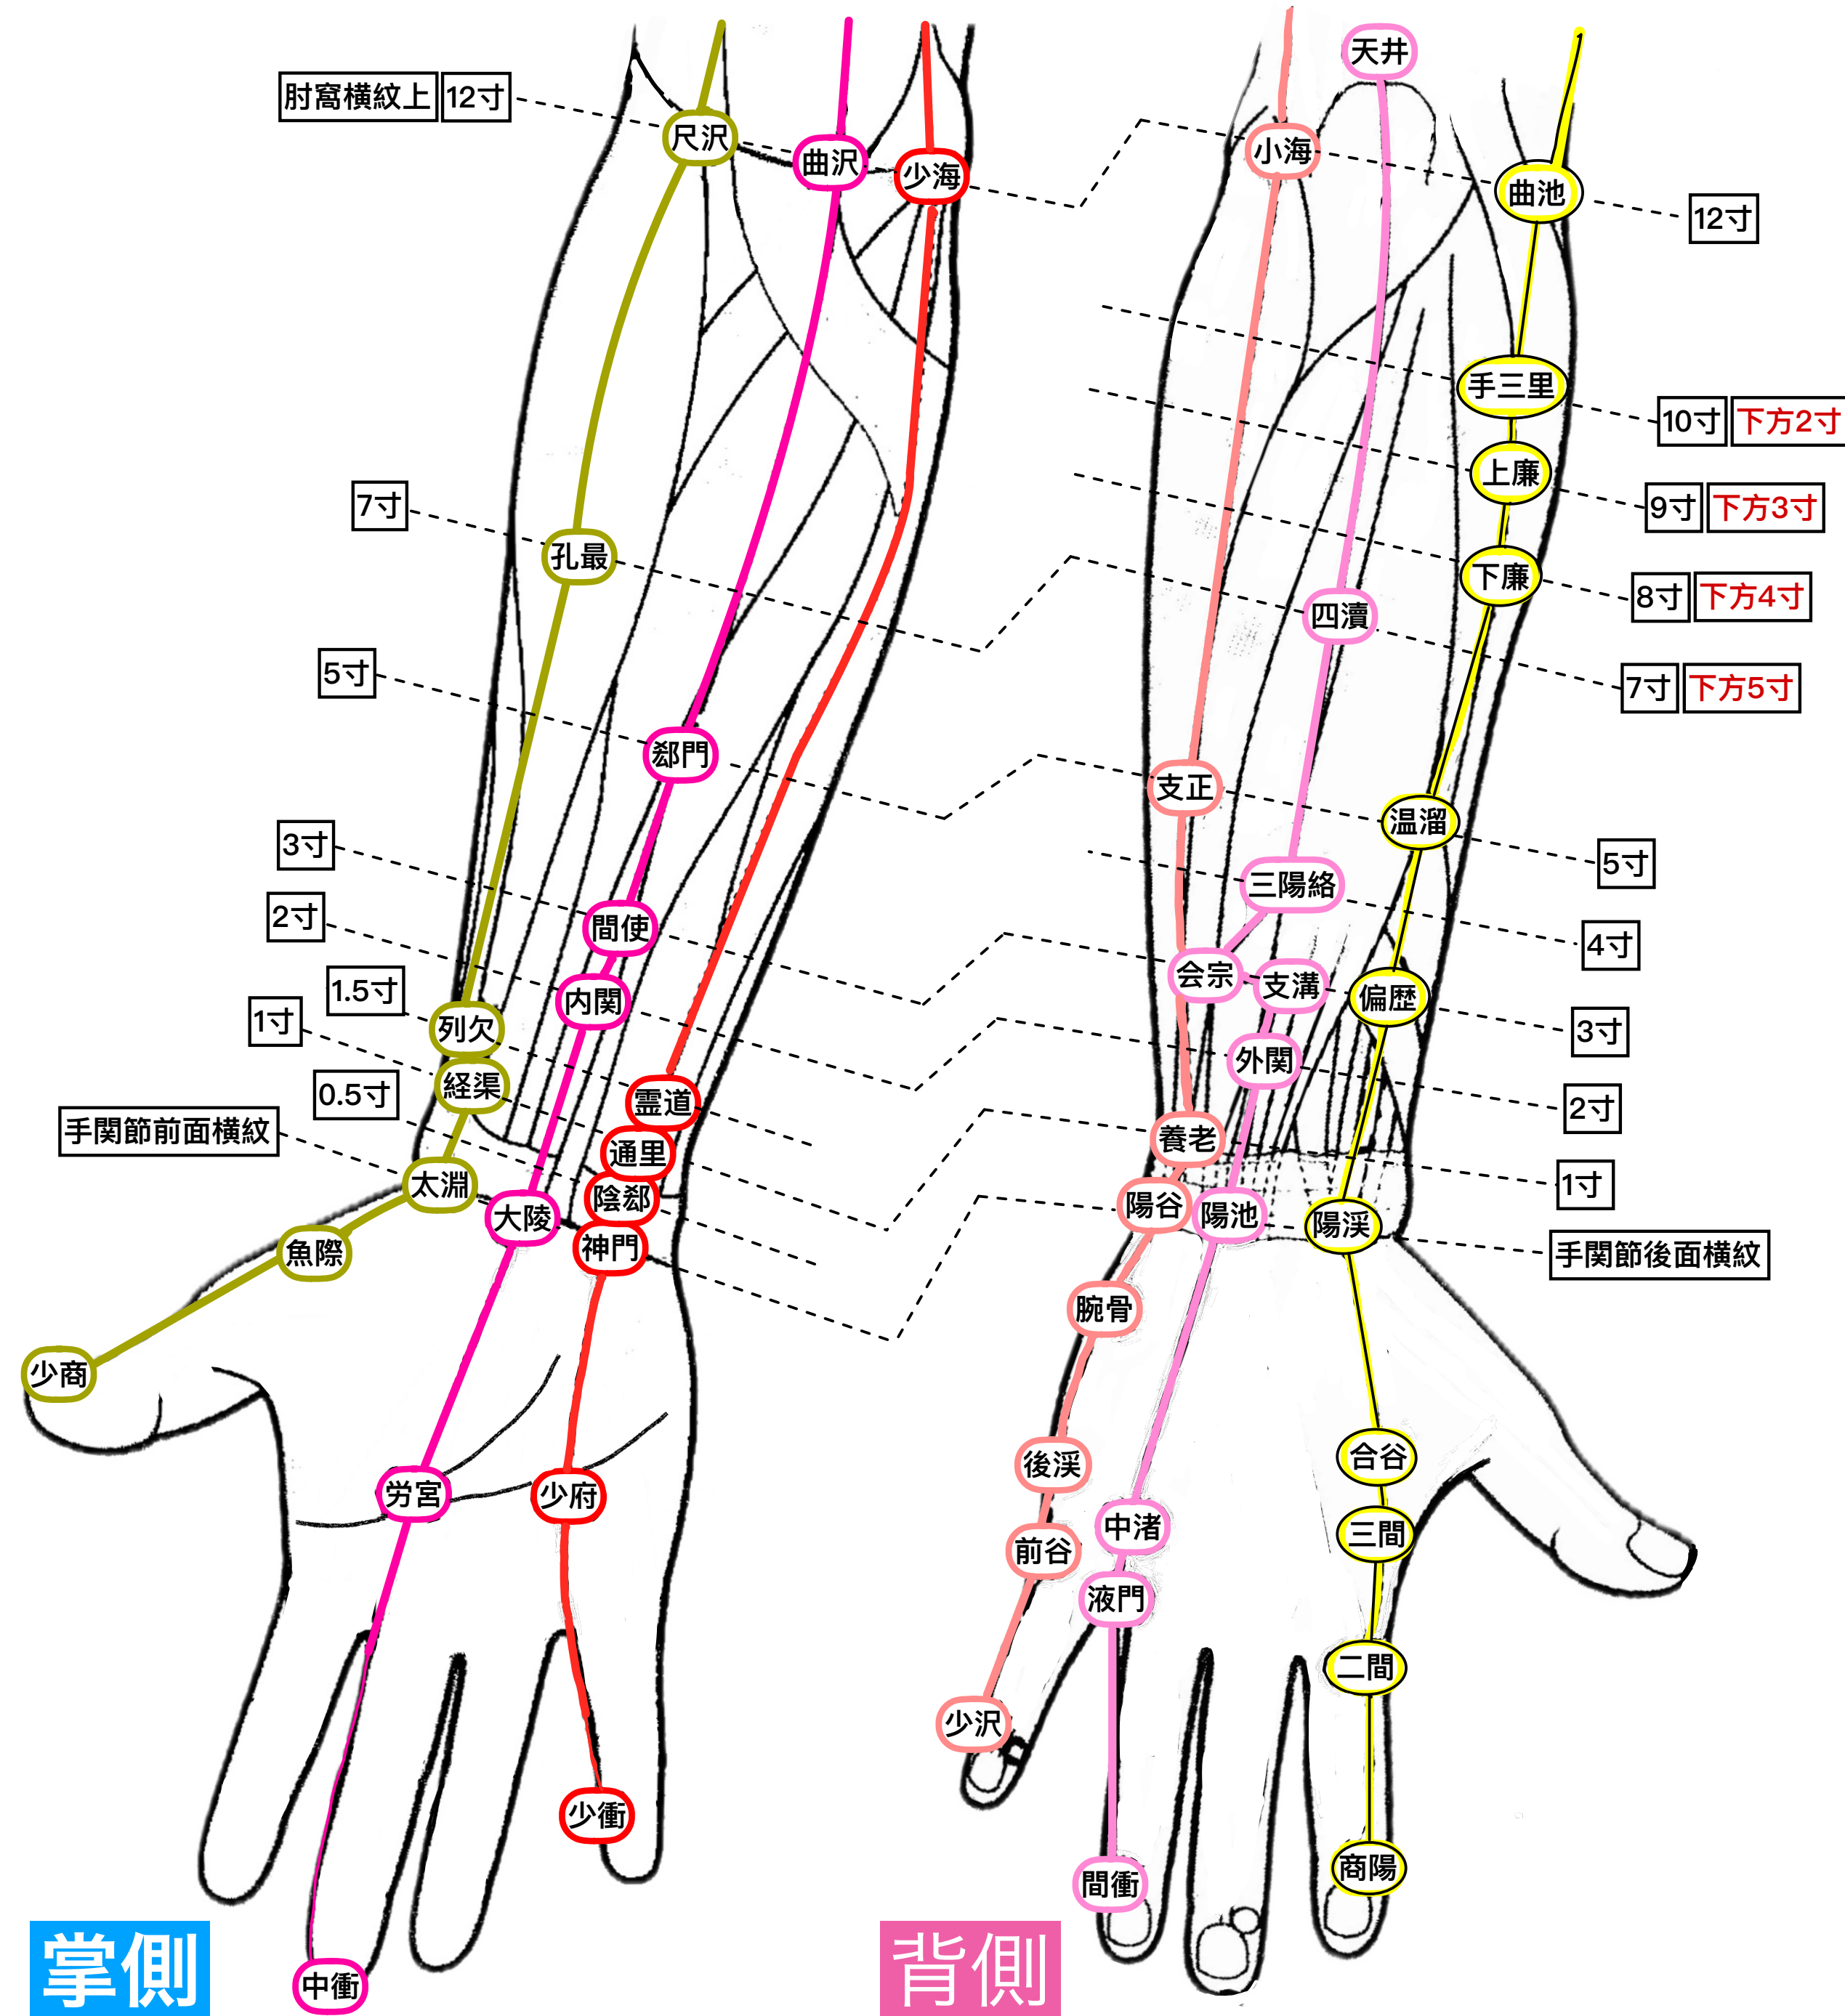 肘窩横紋上 12寸
尺沢
曲沢
少海
7寸
孔最
5寸
郄門
3寸
間使
2寸
内関
1.5寸
列欠
1寸
経渠
0.5寸
霊道
通里
手関節前面横紋
太淵
陰郄
大陵
神門
魚際
少商
労宮
少府
少衝
中衝
掌側
天井
小海
曲池
12寸
手三里
10寸 下方2寸
上廉
9寸 下方3寸
下廉
8寸 下方4寸
四瀆
7寸 下方5寸
支正
温溜
5寸
三陽絡
4寸
会宗
支溝
偏歴
3寸
外関
2寸
養老
1寸
陽谷
陽池
陽渓
手関節後面横紋
腕骨
後渓
合谷
中渚
三間
前谷
液門
二間
少沢
商陽
間衝
背側